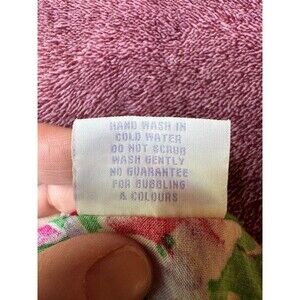 HAND WASH IN
COLD WATER
DO NOT SCRUB
WASH GENTLY
NO GUARANTEE
FOR BUBBLING
& COLOURS